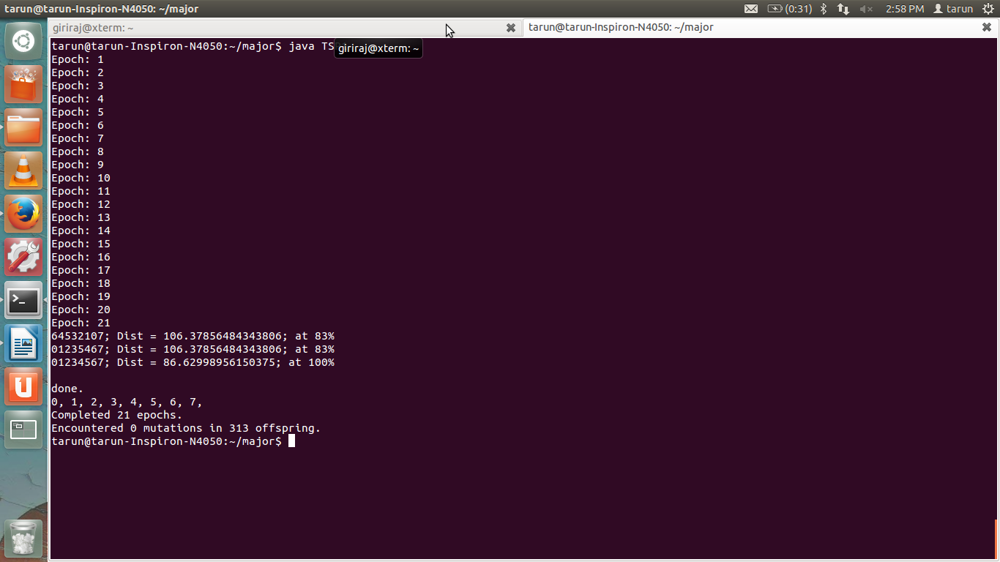 tarun@tarun-Inspiron-N4050: ~/major
(0:31)
2:58 PM
tarun
giriraj@xterm: ~
tarun@tarun-Inspiron-N4050: ~/major
tarun@tarun-Inspiron-N4050:~/major$ java
giriraj@xterm: ~
Epoch: 1
Epoch: 2
Epoch: 3
Epoch: 4
Epoch: 5
Epoch: 6
Epoch: 7
Epoch: 8
Epoch: 9
Epoch: 10
Epoch: 11
Epoch: 12
Epoch: 13
Epoch: 14
Epoch: 15
Epoch: 16
Epoch: 17
Epoch: 18
Epoch: 19
Epoch: 20
Epoch: 21
64532107; Dist = 106.37856484343806; at 83%
01235467; Dist = 106.37856484343806; at 83%
01234567; Dist = 86.62998956150375; at 100%
done.
0, 1, 2, 3, 4, 5, 6, 7,
Completed 21 epochs.
Encountered 0 mutations in 313 offspring.
tarun@tarun-Inspiron-N4050:~/major$